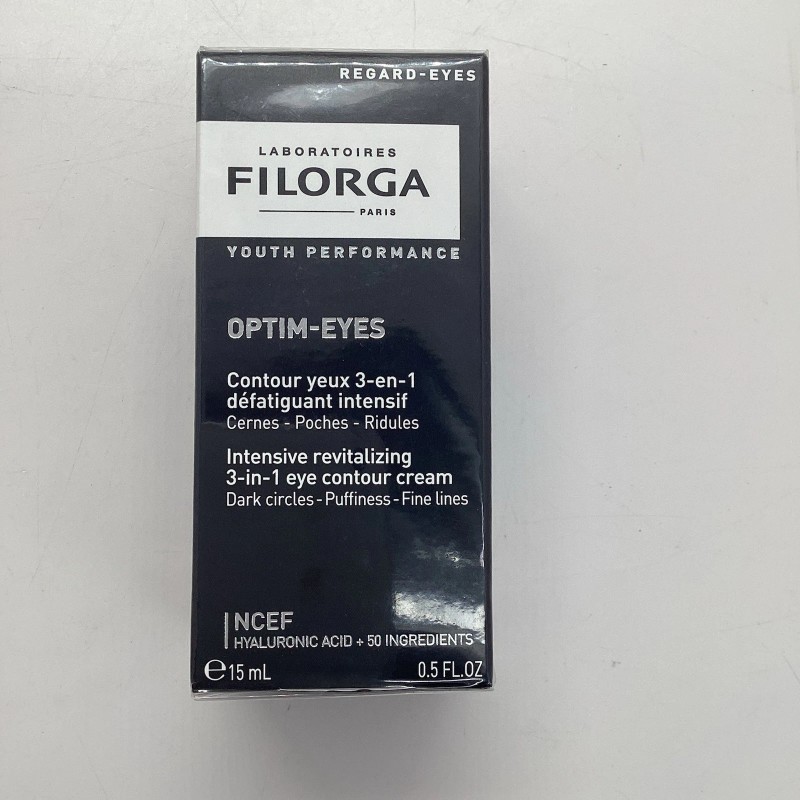 REGARD-EYES
LABORATOIRES
FILORGA
PARIS
YOUTH PERFORMANCE
OPTIM-EYES
Contour yeux 3-en-1
défatiguant intensif
Cernes - Poches - Ridules
Intensive revitalizing
3-in-1 eye contour cream
Dark circles - Puffiness - Fine lines
NCEF
HYALURONIC ACID + 50 INGREDIENTS
℮ 15 mL 0.5 FL.OZ